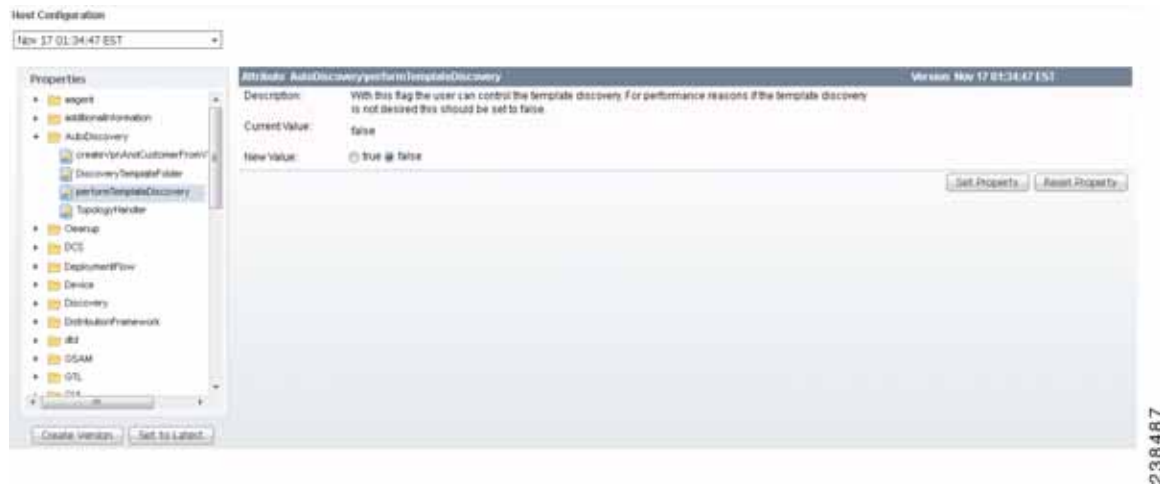 Host Configuration
Nov 17 01:34:47 EST
Properties
additionalInformation
AutoDiscovery
DiscoveryTemplateFolder
performTemplateDiscovery
TopologyHandler
Cleanup
DCS
DeploymentFlow
Device
Discovery
DistributionFramework
GSAM
GTL
GUI
Create Version
Set to Latest
Attribute: AutoDiscovery/performTemplateDiscovery
Version: Nov 17 01:34:47 EST
Description: With this flag the user can control the template discovery. For performance reasons if the template discovery
is not desired this should be set to false.
Current Value: false
New Value: true false
Set Property
Reset Property
238487